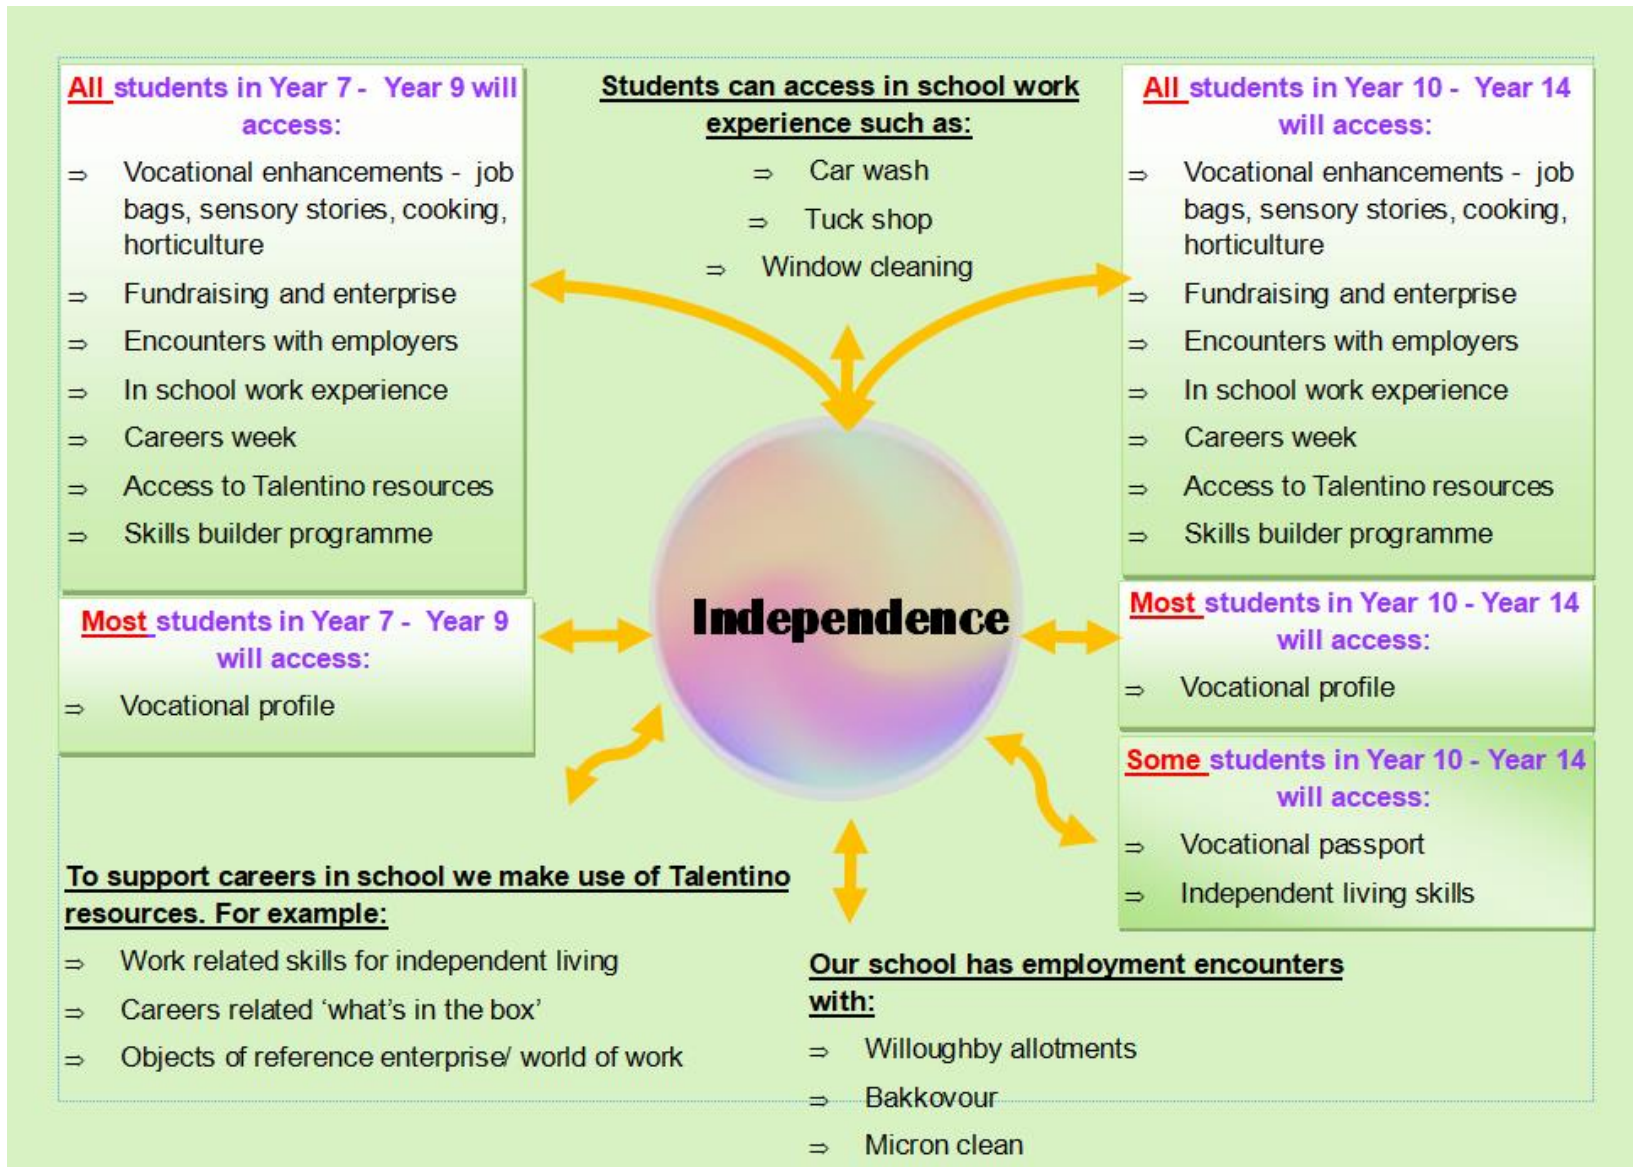 All students in Year 7 - Year 9 will
access:
⇒ Vocational enhancements - job
bags, sensory stories, cooking,
horticulture
⇒ Fundraising and enterprise
⇒ Encounters with employers
⇒ In school work experience
⇒ Careers week
⇒ Access to Talentino resources
⇒ Skills builder programme
Most students in Year 7 - Year 9
will access:
⇒ Vocational profile
Students can access in school work
experience such as:
⇒ Car wash
⇒ Tuck shop
⇒ Window cleaning
Independence
All students in Year 10 - Year 14
will access:
⇒ Vocational enhancements - job
bags, sensory stories, cooking,
horticulture
⇒ Fundraising and enterprise
⇒ Encounters with employers
⇒ In school work experience
⇒ Careers week
⇒ Access to Talentino resources
⇒ Skills builder programme
Most students in Year 10 - Year 14
will access:
⇒ Vocational profile
Some students in Year 10 - Year 14
will access:
⇒ Vocational passport
⇒ Independent living skills
To support careers in school we make use of Talentino
resources. For example:
⇒ Work related skills for independent living
⇒ Careers related ‘what’s in the box’
⇒ Objects of reference enterprise/ world of work
Our school has employment encounters
with:
⇒ Willoughby allotments
⇒ Bakkovour
⇒ Micron clean